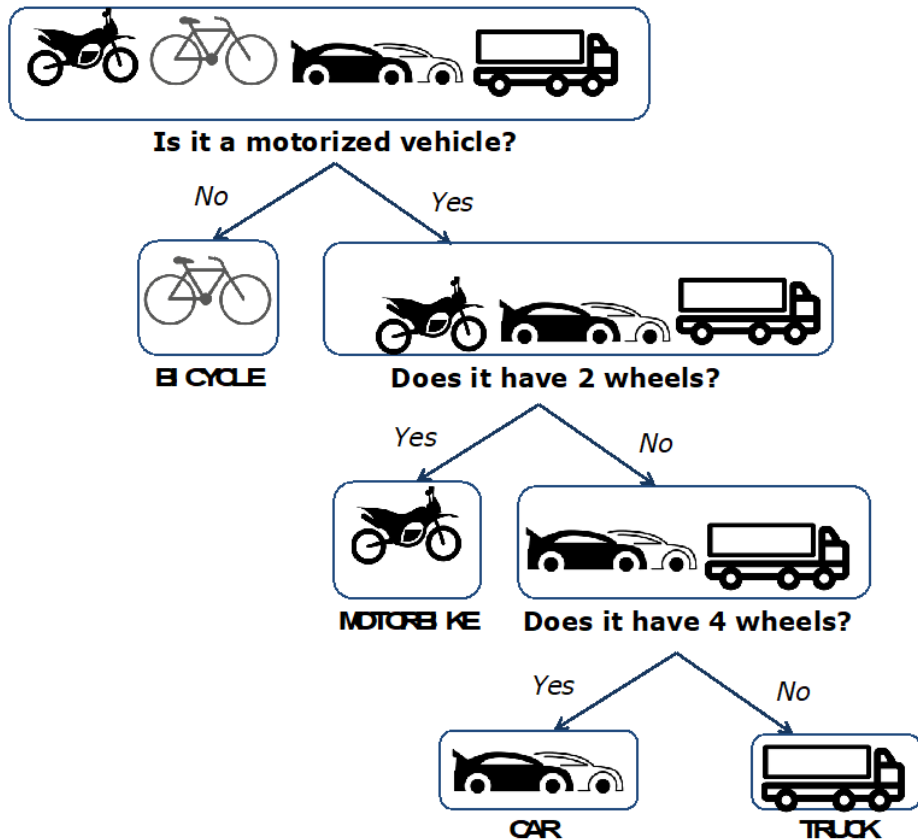 Is it a motorized vehicle?
No
Yes
BICYCLE
Does it have 2 wheels?
Yes
No
MOTORBIKE
Does it have 4 wheels?
Yes
No
CAR
TRUCK